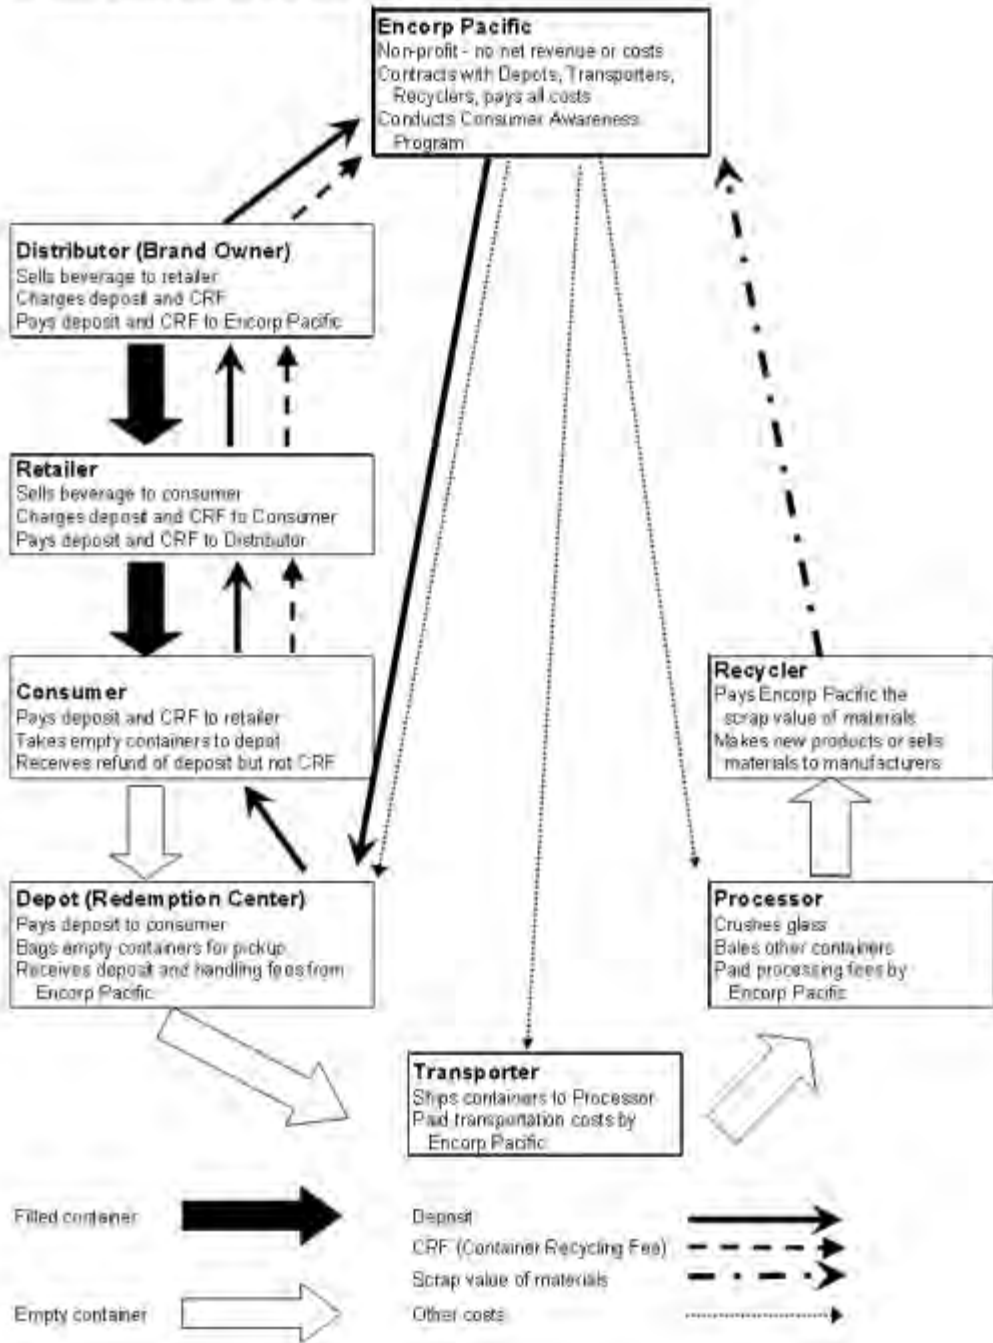 Encorp Pacific
Non-profit - no net revenue or costs
Contracts with Depots, Transporters,
Recyclers, pays all costs
Conducts Consumer Awareness
Program
Distributor (Brand Owner)
Sells beverage to retailer
Charges deposit and CRF
Pays deposit and CRF to Encorp Pacific
Retailer
Sells beverage to consumer
Charges deposit and CRF to Consumer
Pays deposit and CRF to Distributor
Consumer
Pays deposit and CRF to retailer
Takes empty containers to depot
Receives refund of deposit but not CRF
Recycler
Pays Encorp Pacific the
scrap value of materials
Makes new products or sells
materials to manufacturers
Depot (Redemption Center)
Pays deposit to consumer
Bags empty containers for pickup
Receives deposit and handling fees from
Encorp Pacific
Processor
Crushes glass
Bales other containers
Paid processing fees by
Encorp Pacific
Transporter
Ships containers to Processor
Paid transportation costs by
Encorp Pacific
Filled container
Empty container
Deposit
CRF (Container Recycling Fee)
Scrap value of materials
Other costs